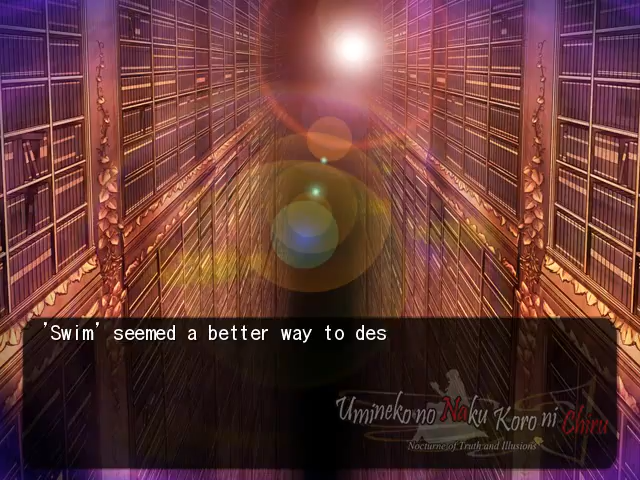 'Swim' seemed a better way to des
Umineko no Naku Koro ni Chiru
Nocturne of Truth and Illusions